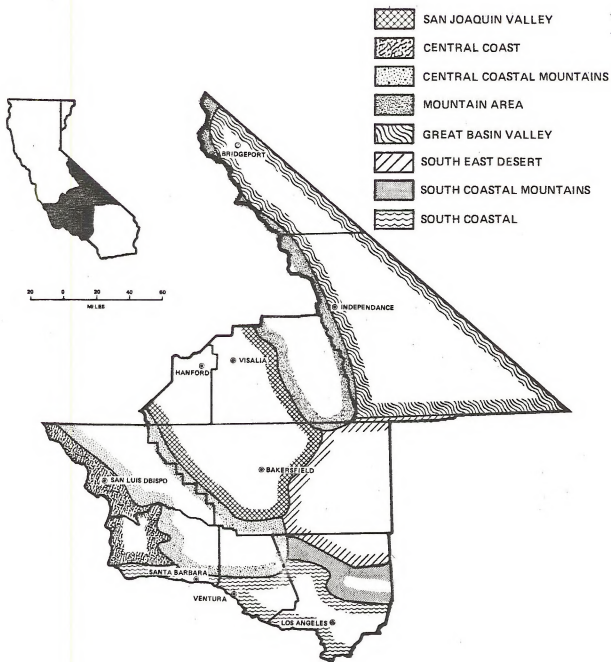 SAN JOAQUIN VALLEY
CENTRAL COAST
CENTRAL COASTAL MOUNTAINS
MOUNTAIN AREA
GREAT BASIN VALLEY
SOUTH EAST DESERT
SOUTH COASTAL MOUNTAINS
SOUTH COASTAL
BRIDGEPORT
20 0 20 40 60
MILES
INDEPENDANCE
VISALIA
HANFORD
BAKERSFIELD
SAN LUIS OBISPO
SANTA BARBARA
VENTURA
LOS ANGELES